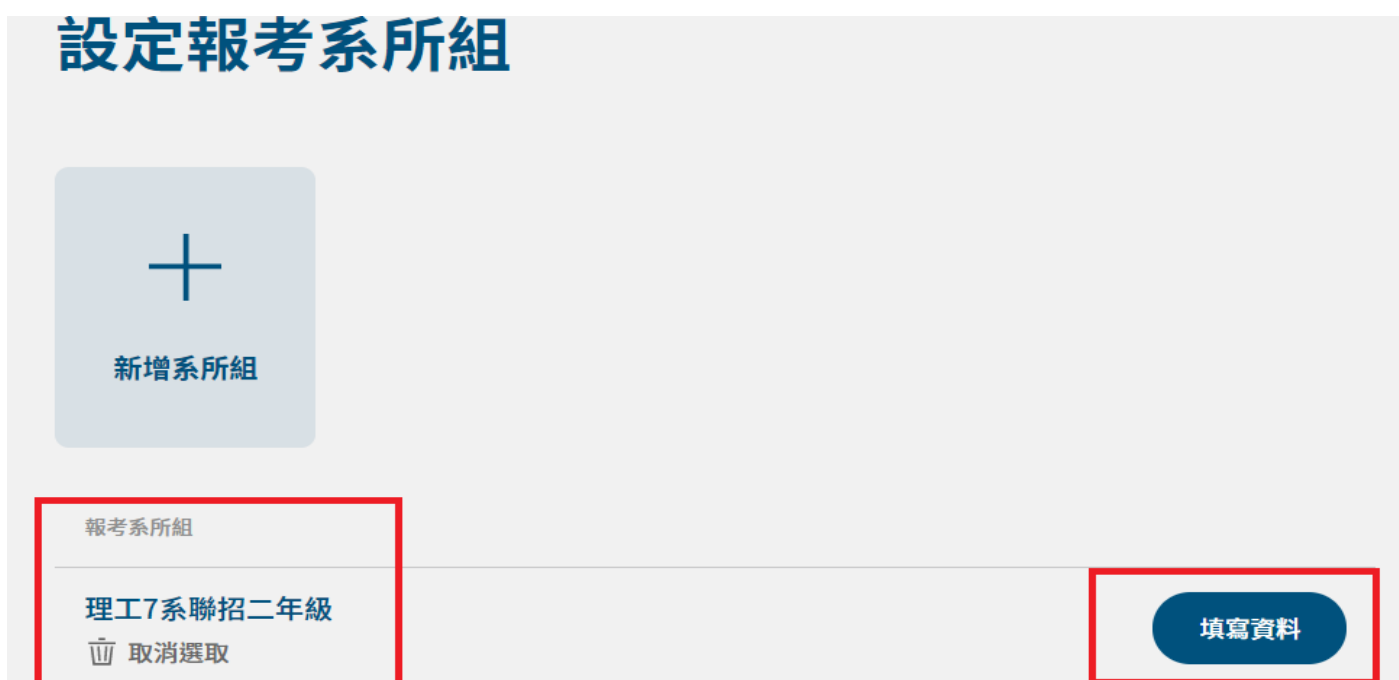 設定報考系所組
新增系所組
報考系所組
理工7系聯招二年級
取消選取
填寫資料